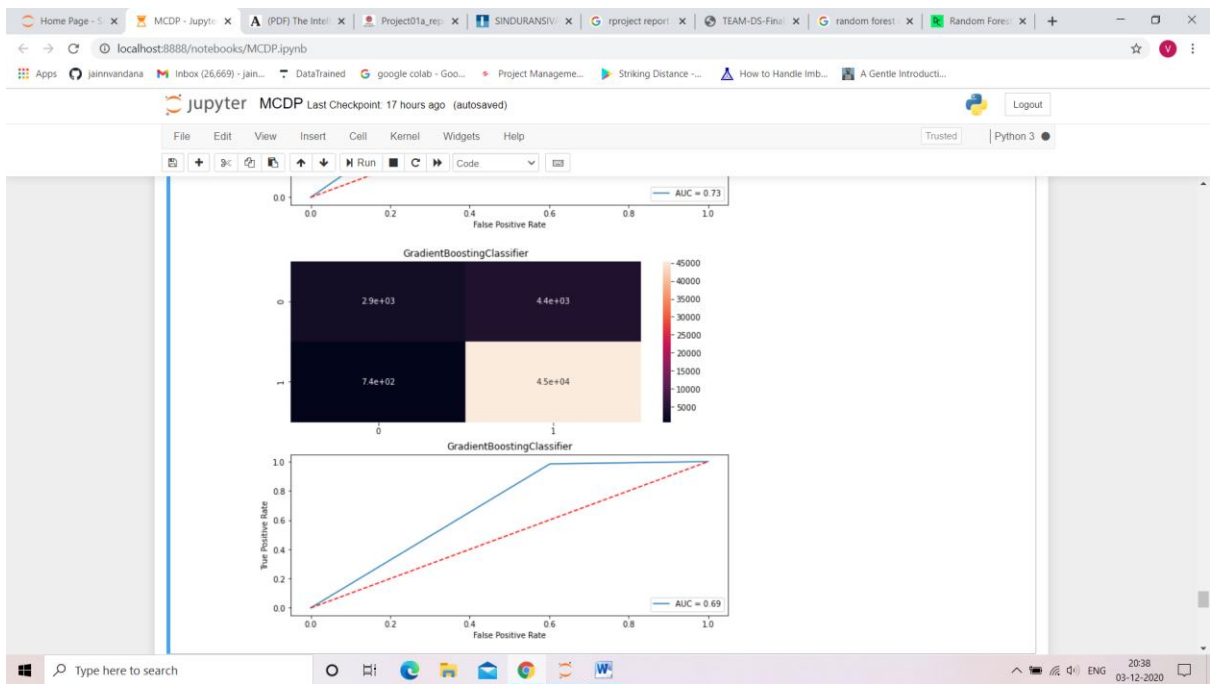 Home Page - S
MCDP - Jupyte
(PDF) The Intel
Project01a_rep
SINDURANSIV
rproject report
TEAM-DS-Final
random forest
Random Fores
localhost:8888/notebooks/MCDP.ipynb
Apps jainnvandana Inbox (26,669) - jain... DataTrained google colab - Goo... Project Manageme... Striking Distance -... How to Handle Imb... A Gentle Introducti...
jupyter MCDP Last Checkpoint: 17 hours ago (autosaved)
Logout
File Edit View Insert Cell Kernel Widgets Help
Trusted Python 3
Run Code
0.0
AUC = 0.73
0.0 0.2 0.4 0.6 0.8 1.0
False Positive Rate
GradientBoostingClassifier
0 2.9e+03 4.4e+03
1 7.4e+02 4.5e+04
0 1
45000
40000
35000
30000
25000
20000
15000
10000
5000
GradientBoostingClassifier
1.0
0.8
0.6
0.4
0.2
0.0
True Positive Rate
AUC = 0.69
0.0 0.2 0.4 0.6 0.8 1.0
False Positive Rate
Type here to search
ENG
20:38
03-12-2020